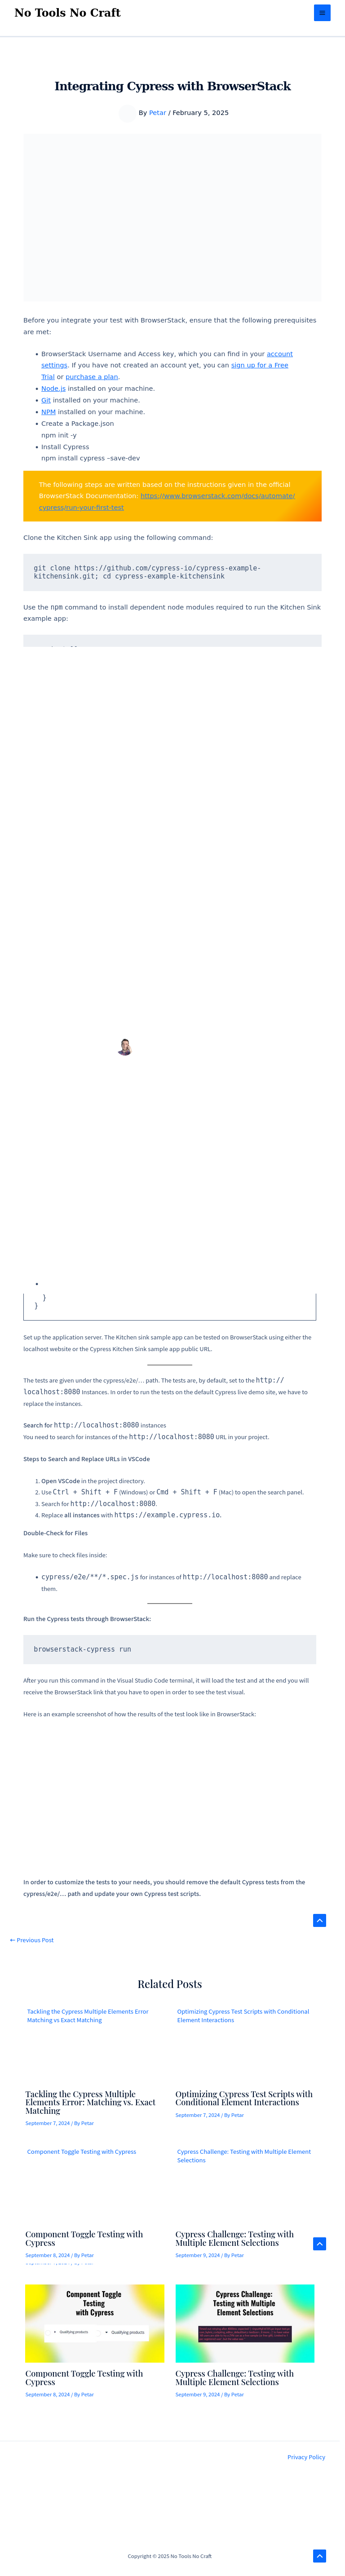 No Tools No Craft
Integrating Cypress with BrowserStack
By Petar / February 5, 2025
Before you integrate your test with BrowserStack, ensure that the following prerequisites
are met:
• BrowserStack Username and Access key, which you can find in your account
settings. If you have not created an account yet, you can sign up for a Free
Trial or purchase a plan.
• Node.js installed on your machine.
• Git installed on your machine.
• NPM installed on your machine.
• Create a Package.json
npm init -y
• Install Cypress
npm install cypress –save-dev
The following steps are written based on the instructions given in the official
BrowserStack Documentation: https://www.browserstack.com/docs/automate/
cypress/run-your-first-test
Clone the Kitchen Sink app using the following command:
git clone https://github.com/cypress-io/cypress-example-
kitchensink.git; cd cypress-example-kitchensink
Use the npm command to install dependent node modules required to run the Kitchen Sink
example app:
}
}
Set up the application server. The Kitchen sink sample app can be tested on BrowserStack using either the
localhost website or the Cypress Kitchen Sink sample app public URL.
The tests are given under the cypress/e2e/… path. The tests are, by default, set to the http://
localhost:8080 Instances. In order to run the tests on the default Cypress live demo site, we have to
replace the instances.
Search for http://localhost:8080 instances
You need to search for instances of the http://localhost:8080 URL in your project.
Steps to Search and Replace URLs in VSCode
1. Open VSCode in the project directory.
2. Use Ctrl + Shift + F (Windows) or Cmd + Shift + F (Mac) to open the search panel.
3. Search for http://localhost:8080.
4. Replace all instances with https://example.cypress.io.
Double-Check for Files
Make sure to check files inside:
• cypress/e2e/**/*.spec.js for instances of http://localhost:8080 and replace
them.
Run the Cypress tests through BrowserStack:
browserstack-cypress run
After you run this command in the Visual Studio Code terminal, it will load the test and at the end you will
receive the BrowserStack link that you have to open in order to see the test visual.
Here is an example screenshot of how the results of the test look like in BrowserStack:
In order to customize the tests to your needs, you should remove the default Cypress tests from the
cypress/e2e/… path and update your own Cypress test scripts.
← Previous Post
Related Posts
Tackling the Cypress Multiple Elements Error
Matching vs Exact Matching
Optimizing Cypress Test Scripts with Conditional
Element Interactions
Tackling the Cypress Multiple
Elements Error: Matching vs. Exact
Matching
September 7, 2024 / By Petar
Optimizing Cypress Test Scripts with
Conditional Element Interactions
September 7, 2024 / By Petar
Component Toggle Testing with Cypress
Cypress Challenge: Testing with Multiple Element
Selections
Component Toggle Testing with
Cypress
September 8, 2024 / By Petar
Cypress Challenge: Testing with
Multiple Element Selections
September 9, 2024 / By Petar
Component Toggle
Testing
with Cypress
Qualifying products
Qualifying products
Cypress Challenge:
Testing with Multiple
Element Selections
Component Toggle Testing with
Cypress
September 8, 2024 / By Petar
Cypress Challenge: Testing with
Multiple Element Selections
September 9, 2024 / By Petar
Privacy Policy
Copyright © 2025 No Tools No Craft